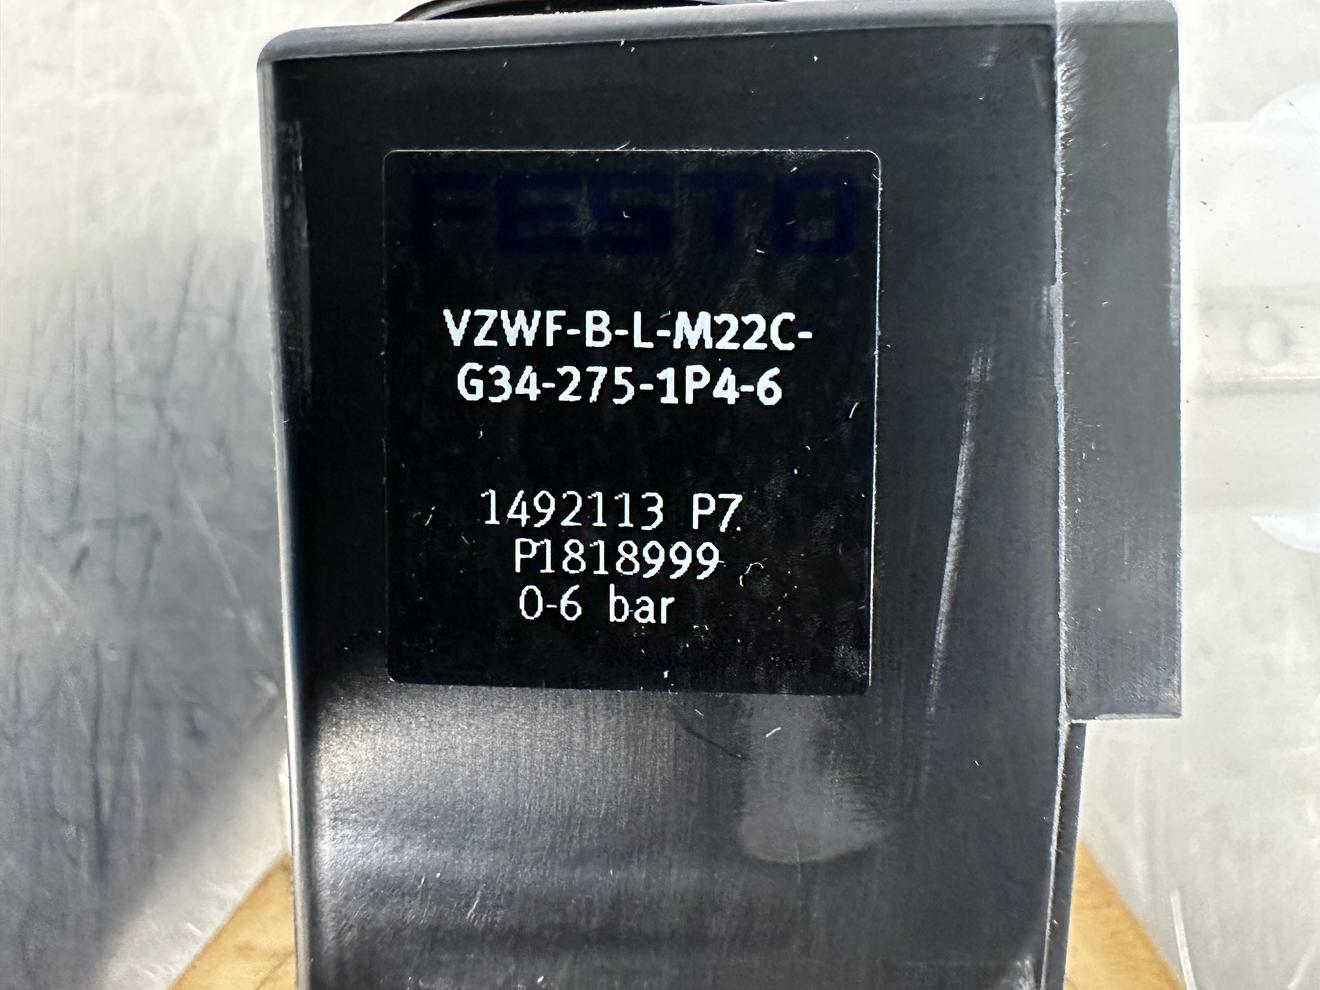 FESTO
VZWF-B-L-M22C-
G34-275-1P4-6
1492113 P7
P1818999
0-6 bar